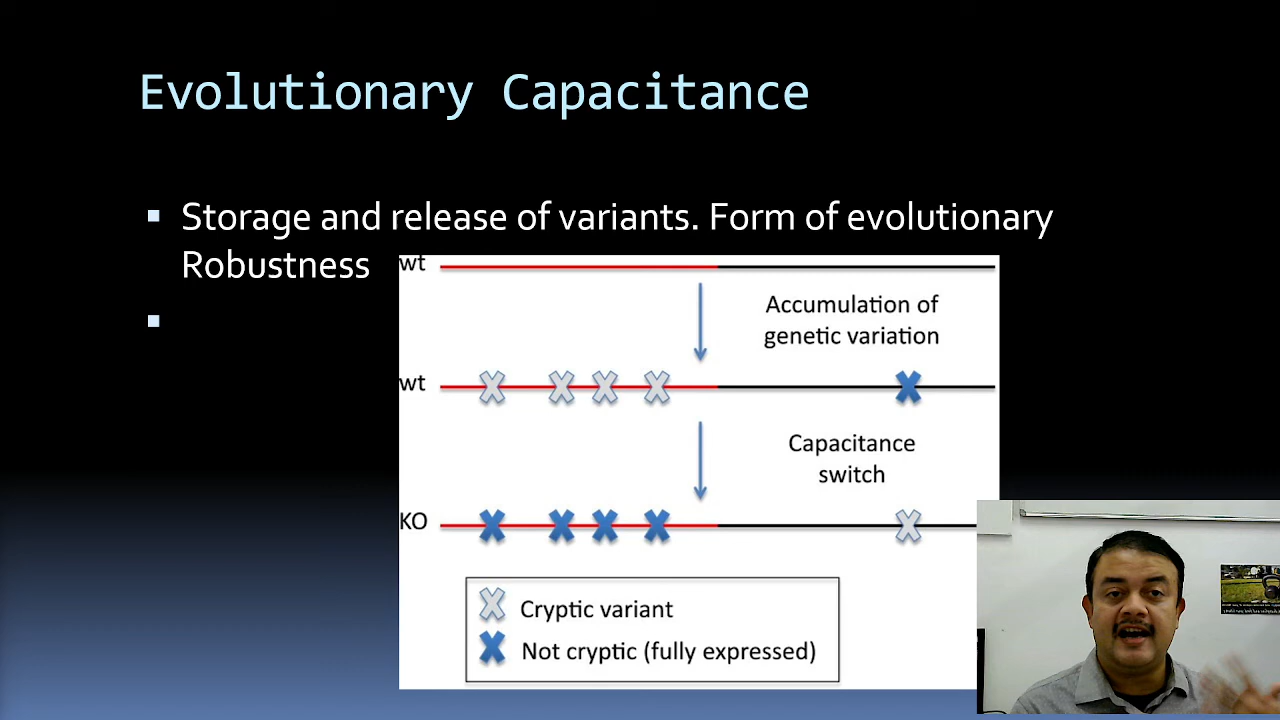 Evolutionary Capacitance
Storage and release of variants. Form of evolutionary
Robustness
wt
Accumulation of
genetic variation
wt
Capacitance
switch
KO
Cryptic variant
Not cryptic (fully expressed)